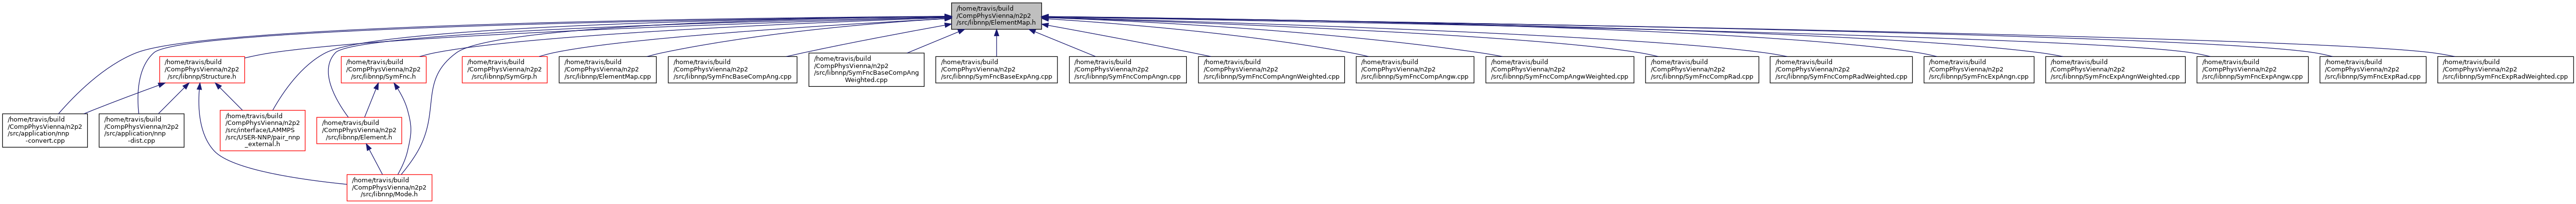 /home/travis/build
/CompPhysVienna/n2p2
/src/libnnp/ElementMap.h
/home/travis/build
/CompPhysVienna/n2p2
/src/libnnp/Structure.h
/home/travis/build
/CompPhysVienna/n2p2
/src/libnnp/SymFnc.h
/home/travis/build
/CompPhysVienna/n2p2
/src/libnnp/SymGrp.h
/home/travis/build
/CompPhysVienna/n2p2
/src/libnnp/ElementMap.cpp
/home/travis/build
/CompPhysVienna/n2p2
/src/libnnp/SymFncBaseCompAng.cpp
/home/travis/build
/CompPhysVienna/n2p2
/src/libnnp/SymFncBaseCompAng
Weighted.cpp
/home/travis/build
/CompPhysVienna/n2p2
/src/libnnp/SymFncBaseExpAng.cpp
/home/travis/build
/CompPhysVienna/n2p2
/src/libnnp/SymFncCompAngn.cpp
/home/travis/build
/CompPhysVienna/n2p2
/src/libnnp/SymFncCompAngnWeighted.cpp
/home/travis/build
/CompPhysVienna/n2p2
/src/libnnp/SymFncCompAngw.cpp
/home/travis/build
/CompPhysVienna/n2p2
/src/libnnp/SymFncCompAngwWeighted.cpp
/home/travis/build
/CompPhysVienna/n2p2
/src/libnnp/SymFncCompRad.cpp
/home/travis/build
/CompPhysVienna/n2p2
/src/libnnp/SymFncCompRadWeighted.cpp
/home/travis/build
/CompPhysVienna/n2p2
/src/libnnp/SymFncExpAngn.cpp
/home/travis/build
/CompPhysVienna/n2p2
/src/libnnp/SymFncExpAngnWeighted.cpp
/home/travis/build
/CompPhysVienna/n2p2
/src/libnnp/SymFncExpAngw.cpp
/home/travis/build
/CompPhysVienna/n2p2
/src/libnnp/SymFncExpRad.cpp
/home/travis/build
/CompPhysVienna/n2p2
/src/libnnp/SymFncExpRadWeighted.cpp
/home/travis/build
/CompPhysVienna/n2p2
/src/application/nnp
-convert.cpp
/home/travis/build
/CompPhysVienna/n2p2
/src/application/nnp
-dist.cpp
/home/travis/build
/CompPhysVienna/n2p2
/src/interface/LAMMPS
/src/USER-NNP/pair_nnp
_external.h
/home/travis/build
/CompPhysVienna/n2p2
/src/libnnp/Element.h
/home/travis/build
/CompPhysVienna/n2p2
/src/libnnp/Mode.h